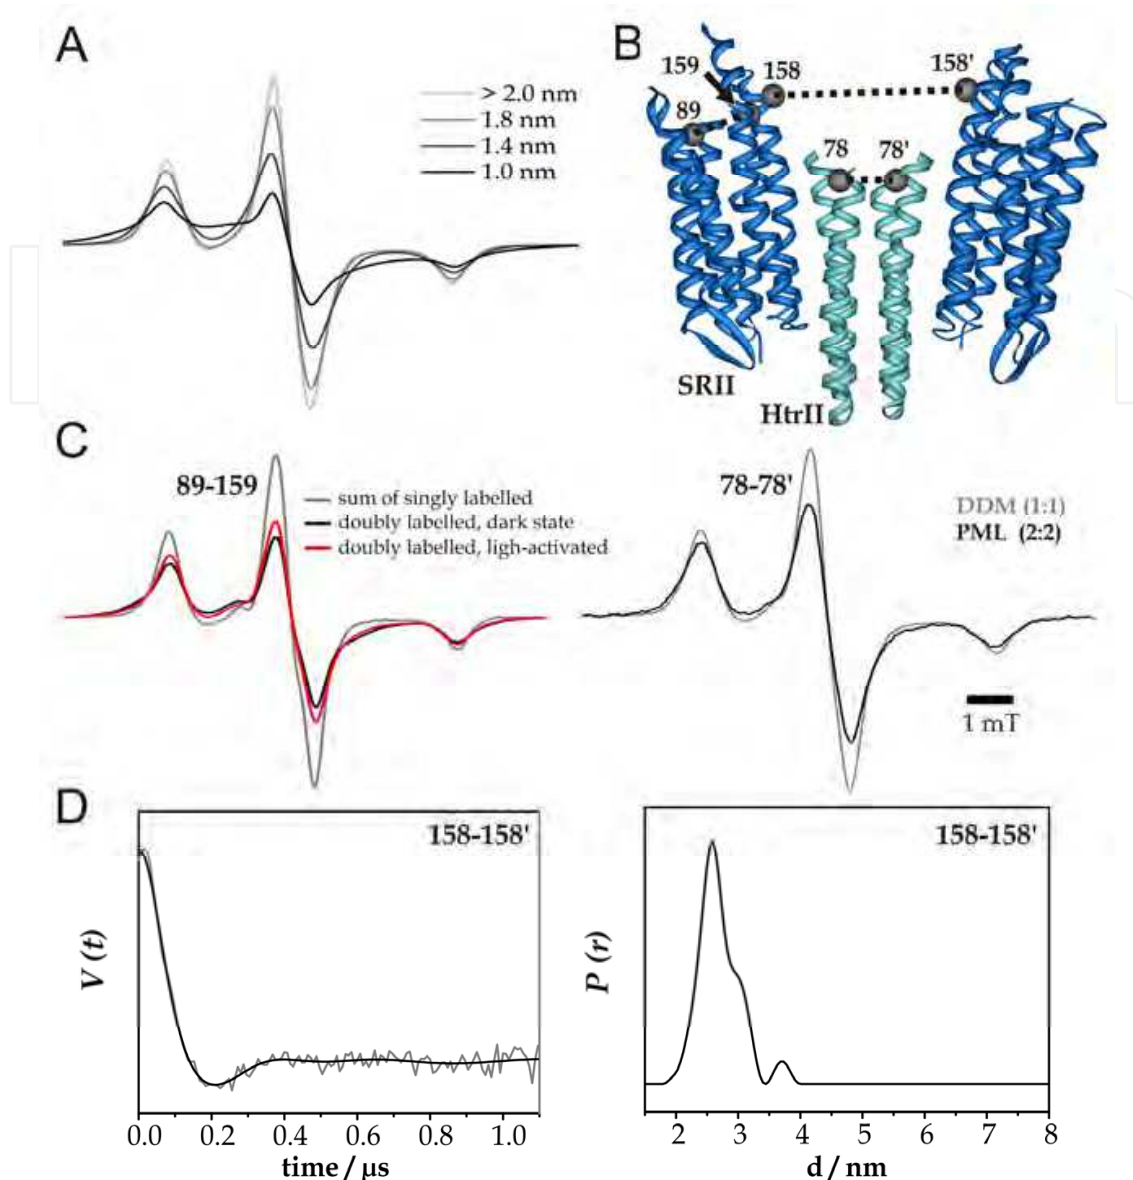 A
> 2.0 nm
1.8 nm
1.4 nm
1.0 nm
B
159
158
158'
89
78
78'
SRII
HtrII
C
89-159
sum of singly labelled
doubly labelled, dark state
doubly labelled, ligh-activated
78-78'
DDM (1:1)
PML (2:2)
1 mT
D
158-158'
V (t)
0.0 0.2 0.4 0.6 0.8 1.0
time / μs
158-158'
P (r)
2 3 4 5 6 7 8
d / nm